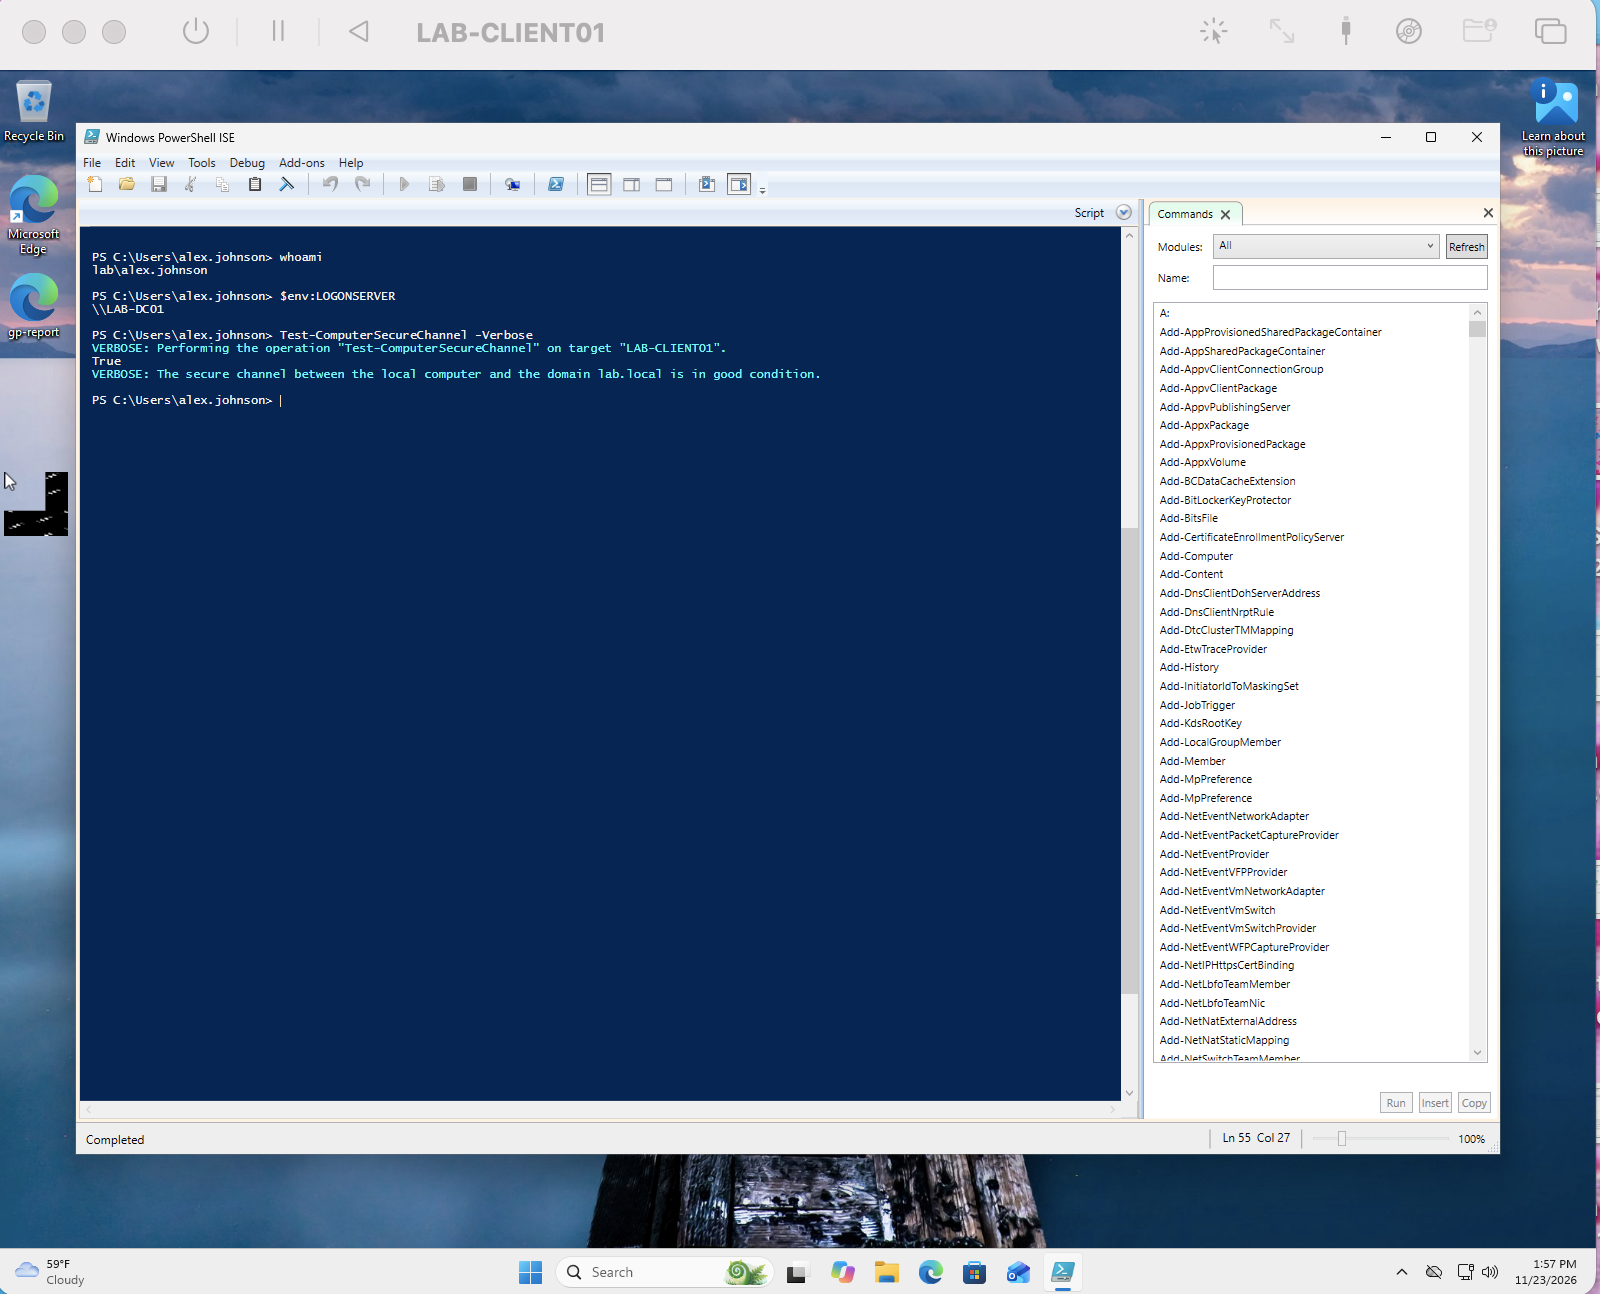 LAB-CLIENT01
Recycle Bin
Microsoft
Edge
gp-report
Learn about
this picture
Windows PowerShell ISE
File Edit View Tools Debug Add-ons Help
Script
PS C:\Users\alex.johnson> whoami
lab\alex.johnson
PS C:\Users\alex.johnson> $env:LOGONSERVER
\\LAB-DC01
PS C:\Users\alex.johnson> Test-ComputerSecureChannel -Verbose
VERBOSE: Performing the operation "Test-ComputerSecureChannel" on target "LAB-CLIENT01".
True
VERBOSE: The secure channel between the local computer and the domain lab.local is in good condition.
PS C:\Users\alex.johnson>
Commands
Modules: All Refresh
Name:
A:
Add-AppProvisionedSharedPackageContainer
Add-AppSharedPackageContainer
Add-AppvClientConnectionGroup
Add-AppvClientPackage
Add-AppvPublishingServer
Add-AppxPackage
Add-AppxProvisionedPackage
Add-AppxVolume
Add-BCDataCacheExtension
Add-BitLockerKeyProtector
Add-BitsFile
Add-CertificateEnrollmentPolicyServer
Add-Computer
Add-Content
Add-DnsClientDohServerAddress
Add-DnsClientNrptRule
Add-DtcClusterTMMapping
Add-EtwTraceProvider
Add-History
Add-InitiatorIdToMaskingSet
Add-JobTrigger
Add-KdsRootKey
Add-LocalGroupMember
Add-Member
Add-MpPreference
Add-MpPreference
Add-NetEventNetworkAdapter
Add-NetEventPacketCaptureProvider
Add-NetEventProvider
Add-NetEventVFPProvider
Add-NetEventVmNetworkAdapter
Add-NetEventVmSwitch
Add-NetEventVmSwitchProvider
Add-NetEventWFPCaptureProvider
Add-NetIPHttpsCertBinding
Add-NetLbfoTeamMember
Add-NetLbfoTeamNic
Add-NetNatExternalAddress
Add-NetNatStaticMapping
Add-NetSwitchTeamMember
Run Insert Copy
Completed
Ln 55 Col 27
100%
59°F
Cloudy
Search
1:57 PM
11/23/2026